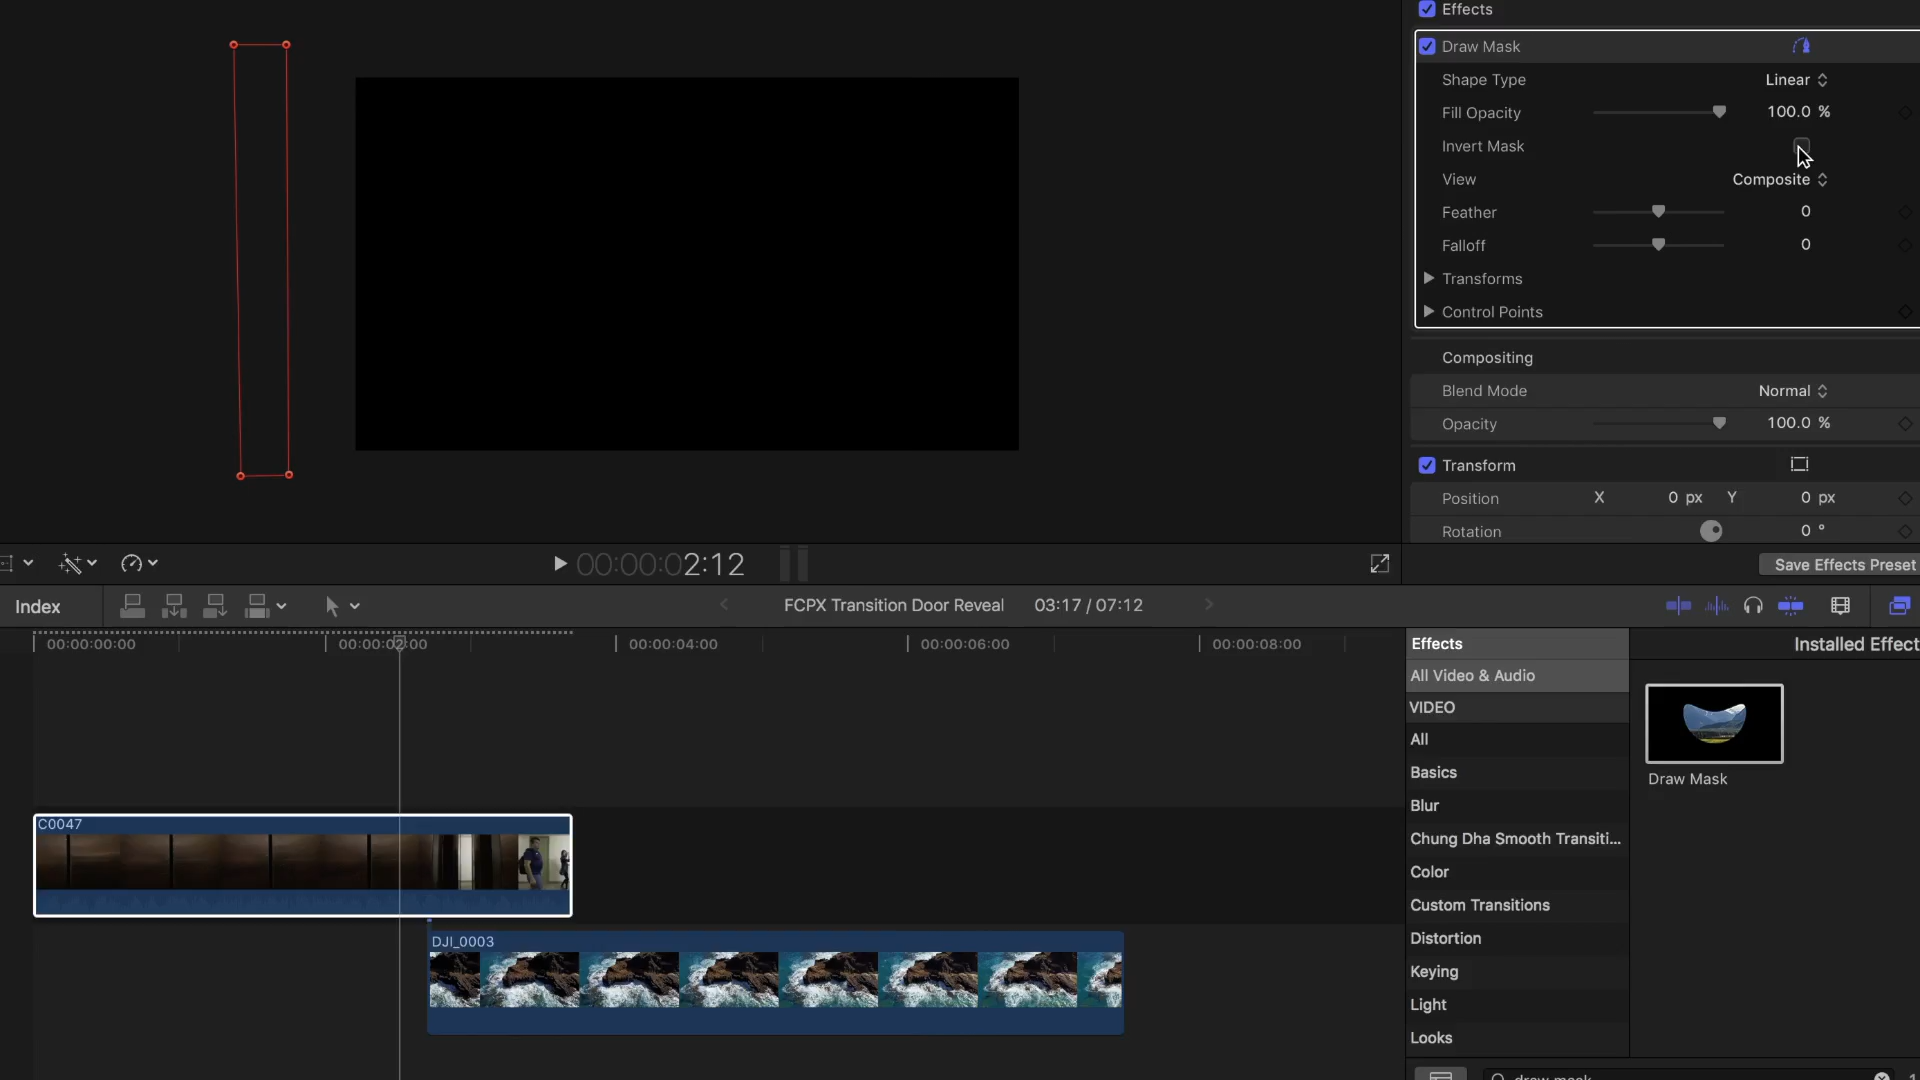 Effects
Draw Mask
Shape Type Linear
Fill Opacity 100.0 %
Invert Mask
View Composite
Feather 0
Falloff 0
Transforms
Control Points
Compositing
Blend Mode Normal
Opacity 100.0 %
Transform
Position X 0 px Y 0 px
Rotation 0 °
00:00:02:12
Save Effects Preset
Index
FCPX Transition Door Reveal 03:17 / 07:12
00:00:00:00 00:00:02:00 00:00:04:00 00:00:06:00 00:00:08:00
Effects
Installed Effect
All Video & Audio
VIDEO
All
Basics
Blur
Chung Dha Smooth Transiti...
Color
Custom Transitions
Distortion
Keying
Light
Looks
Draw Mask
C0047
DJI_0003
draw mask